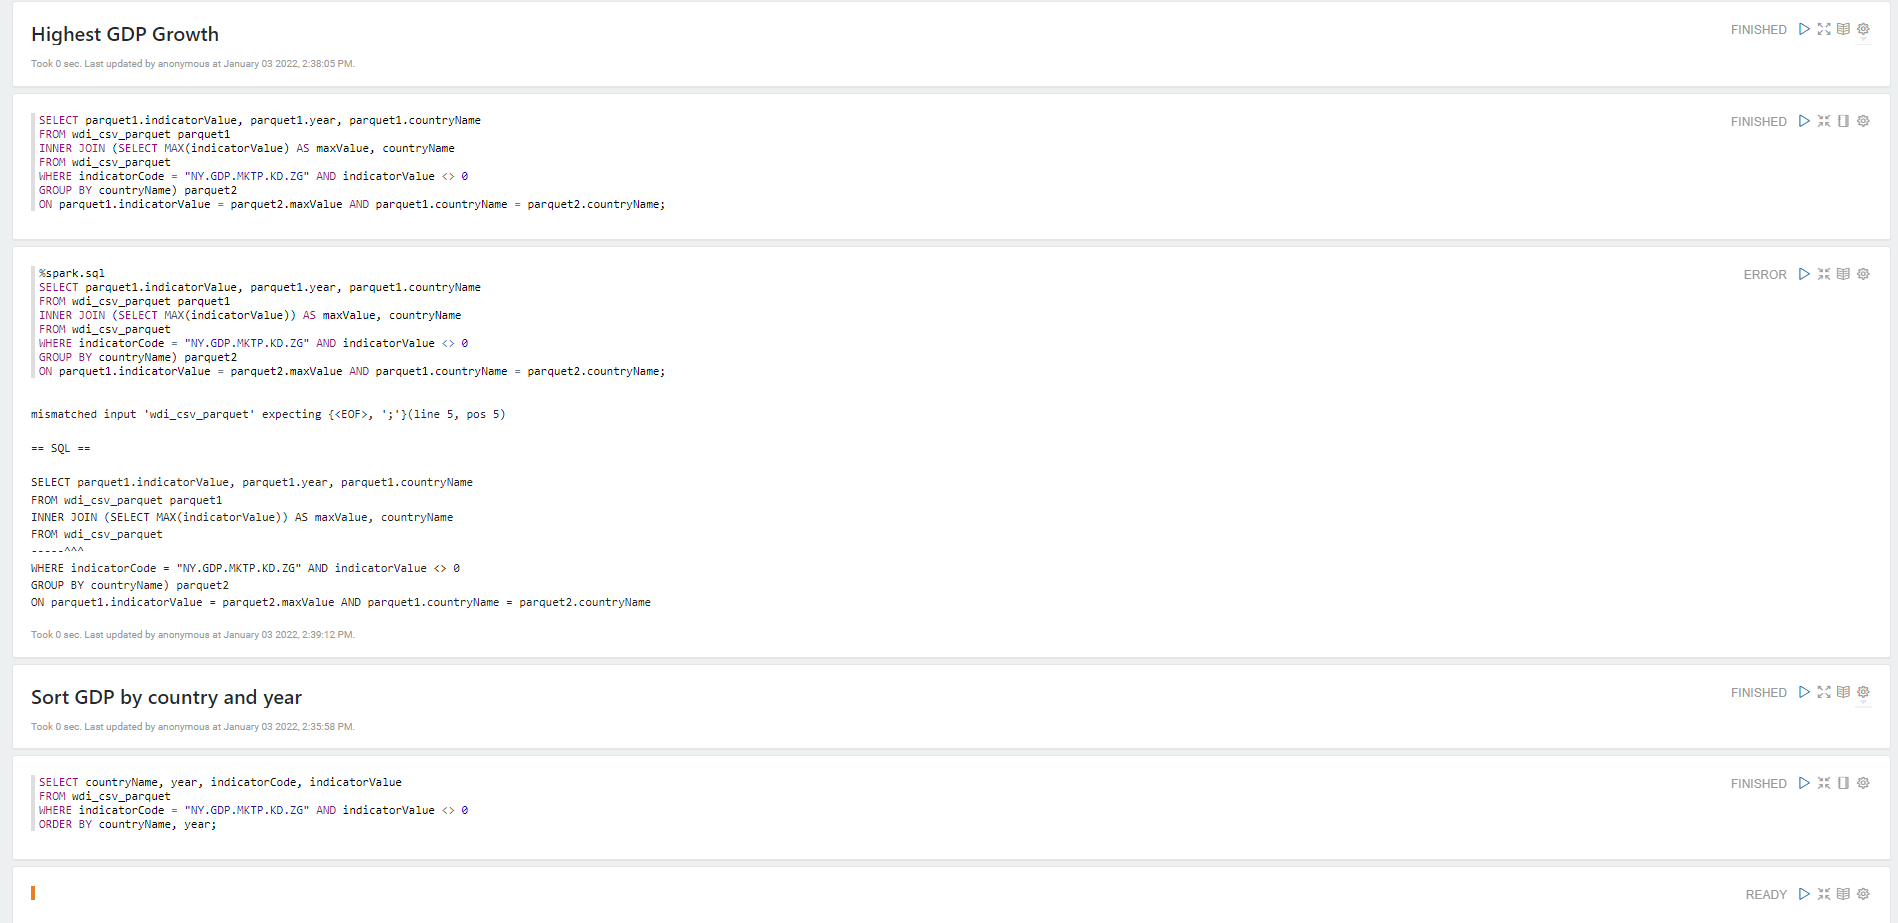 Highest GDP Growth
FINISHED
Took 0 sec. Last updated by anonymous at January 03 2022, 2:38:05 PM.
SELECT parquet1.indicatorValue, parquet1.year, parquet1.countryName
FINISHED
FROM wdi_csv_parquet parquet1
INNER JOIN (SELECT MAX(indicatorValue) AS maxValue, countryName
FROM wdi_csv_parquet
WHERE indicatorCode = "NY.GDP.MKTP.KD.ZG" AND indicatorValue <> 0
GROUP BY countryName) parquet2
ON parquet1.indicatorValue = parquet2.maxValue AND parquet1.countryName = parquet2.countryName;
%spark.sql
ERROR
SELECT parquet1.indicatorValue, parquet1.year, parquet1.countryName
FROM wdi_csv_parquet parquet1
INNER JOIN (SELECT MAX(indicatorValue)) AS maxValue, countryName
FROM wdi_csv_parquet
WHERE indicatorCode = "NY.GDP.MKTP.KD.ZG" AND indicatorValue <> 0
GROUP BY countryName) parquet2
ON parquet1.indicatorValue = parquet2.maxValue AND parquet1.countryName = parquet2.countryName;
mismatched input 'wdi_csv_parquet' expecting {<EOF>, ';'}(line 5, pos 5)
== SQL ==
SELECT parquet1.indicatorValue, parquet1.year, parquet1.countryName
FROM wdi_csv_parquet parquet1
INNER JOIN (SELECT MAX(indicatorValue)) AS maxValue, countryName
FROM wdi_csv_parquet
-----^^^
WHERE indicatorCode = "NY.GDP.MKTP.KD.ZG" AND indicatorValue <> 0
GROUP BY countryName) parquet2
ON parquet1.indicatorValue = parquet2.maxValue AND parquet1.countryName = parquet2.countryName
Took 0 sec. Last updated by anonymous at January 03 2022, 2:39:12 PM.
Sort GDP by country and year
FINISHED
Took 0 sec. Last updated by anonymous at January 03 2022, 2:35:58 PM.
SELECT countryName, year, indicatorCode, indicatorValue
FINISHED
FROM wdi_csv_parquet
WHERE indicatorCode = "NY.GDP.MKTP.KD.ZG" AND indicatorValue <> 0
ORDER BY countryName, year;
READY